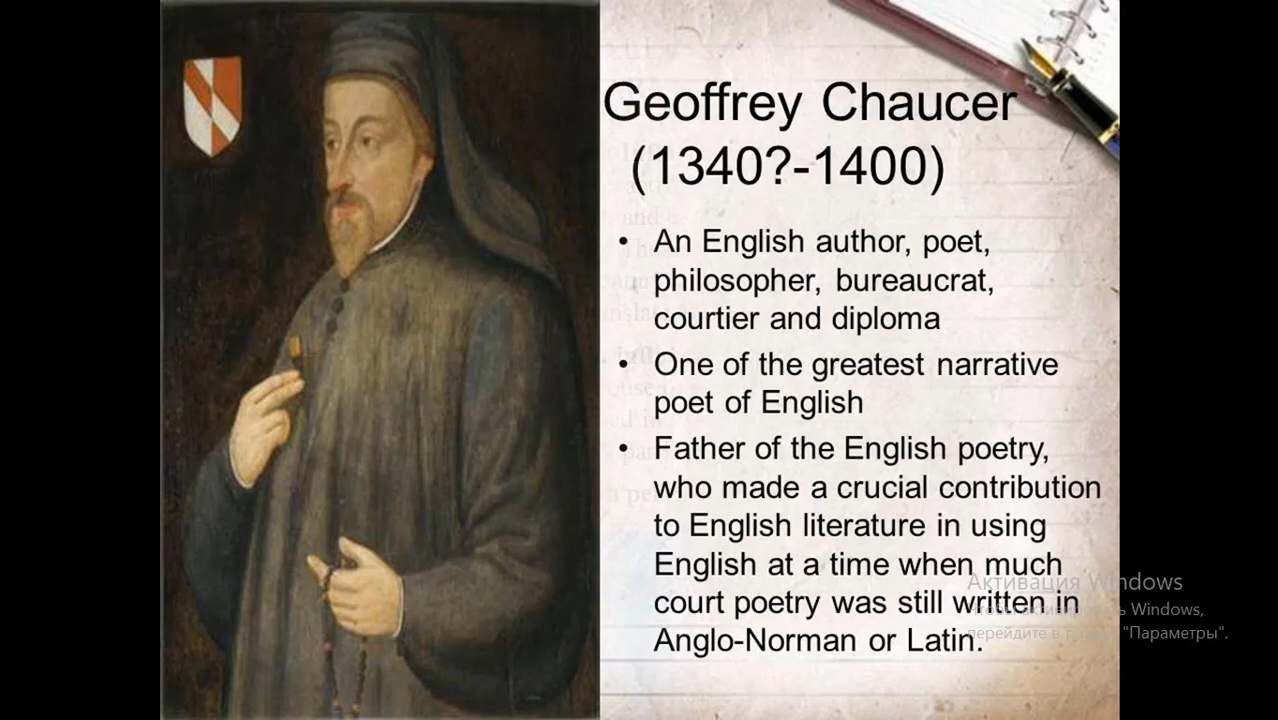 Geoffrey Chaucer
(1340?-1400)
• An English author, poet,
philosopher, bureaucrat,
courtier and diploma
• One of the greatest narrative
poet of English
• Father of the English poetry,
who made a crucial contribution
to English literature in using
English at a time when much
court poetry was still written in
Anglo-Norman or Latin.
Активация Windows
Windows,
перейдите в "Параметры".